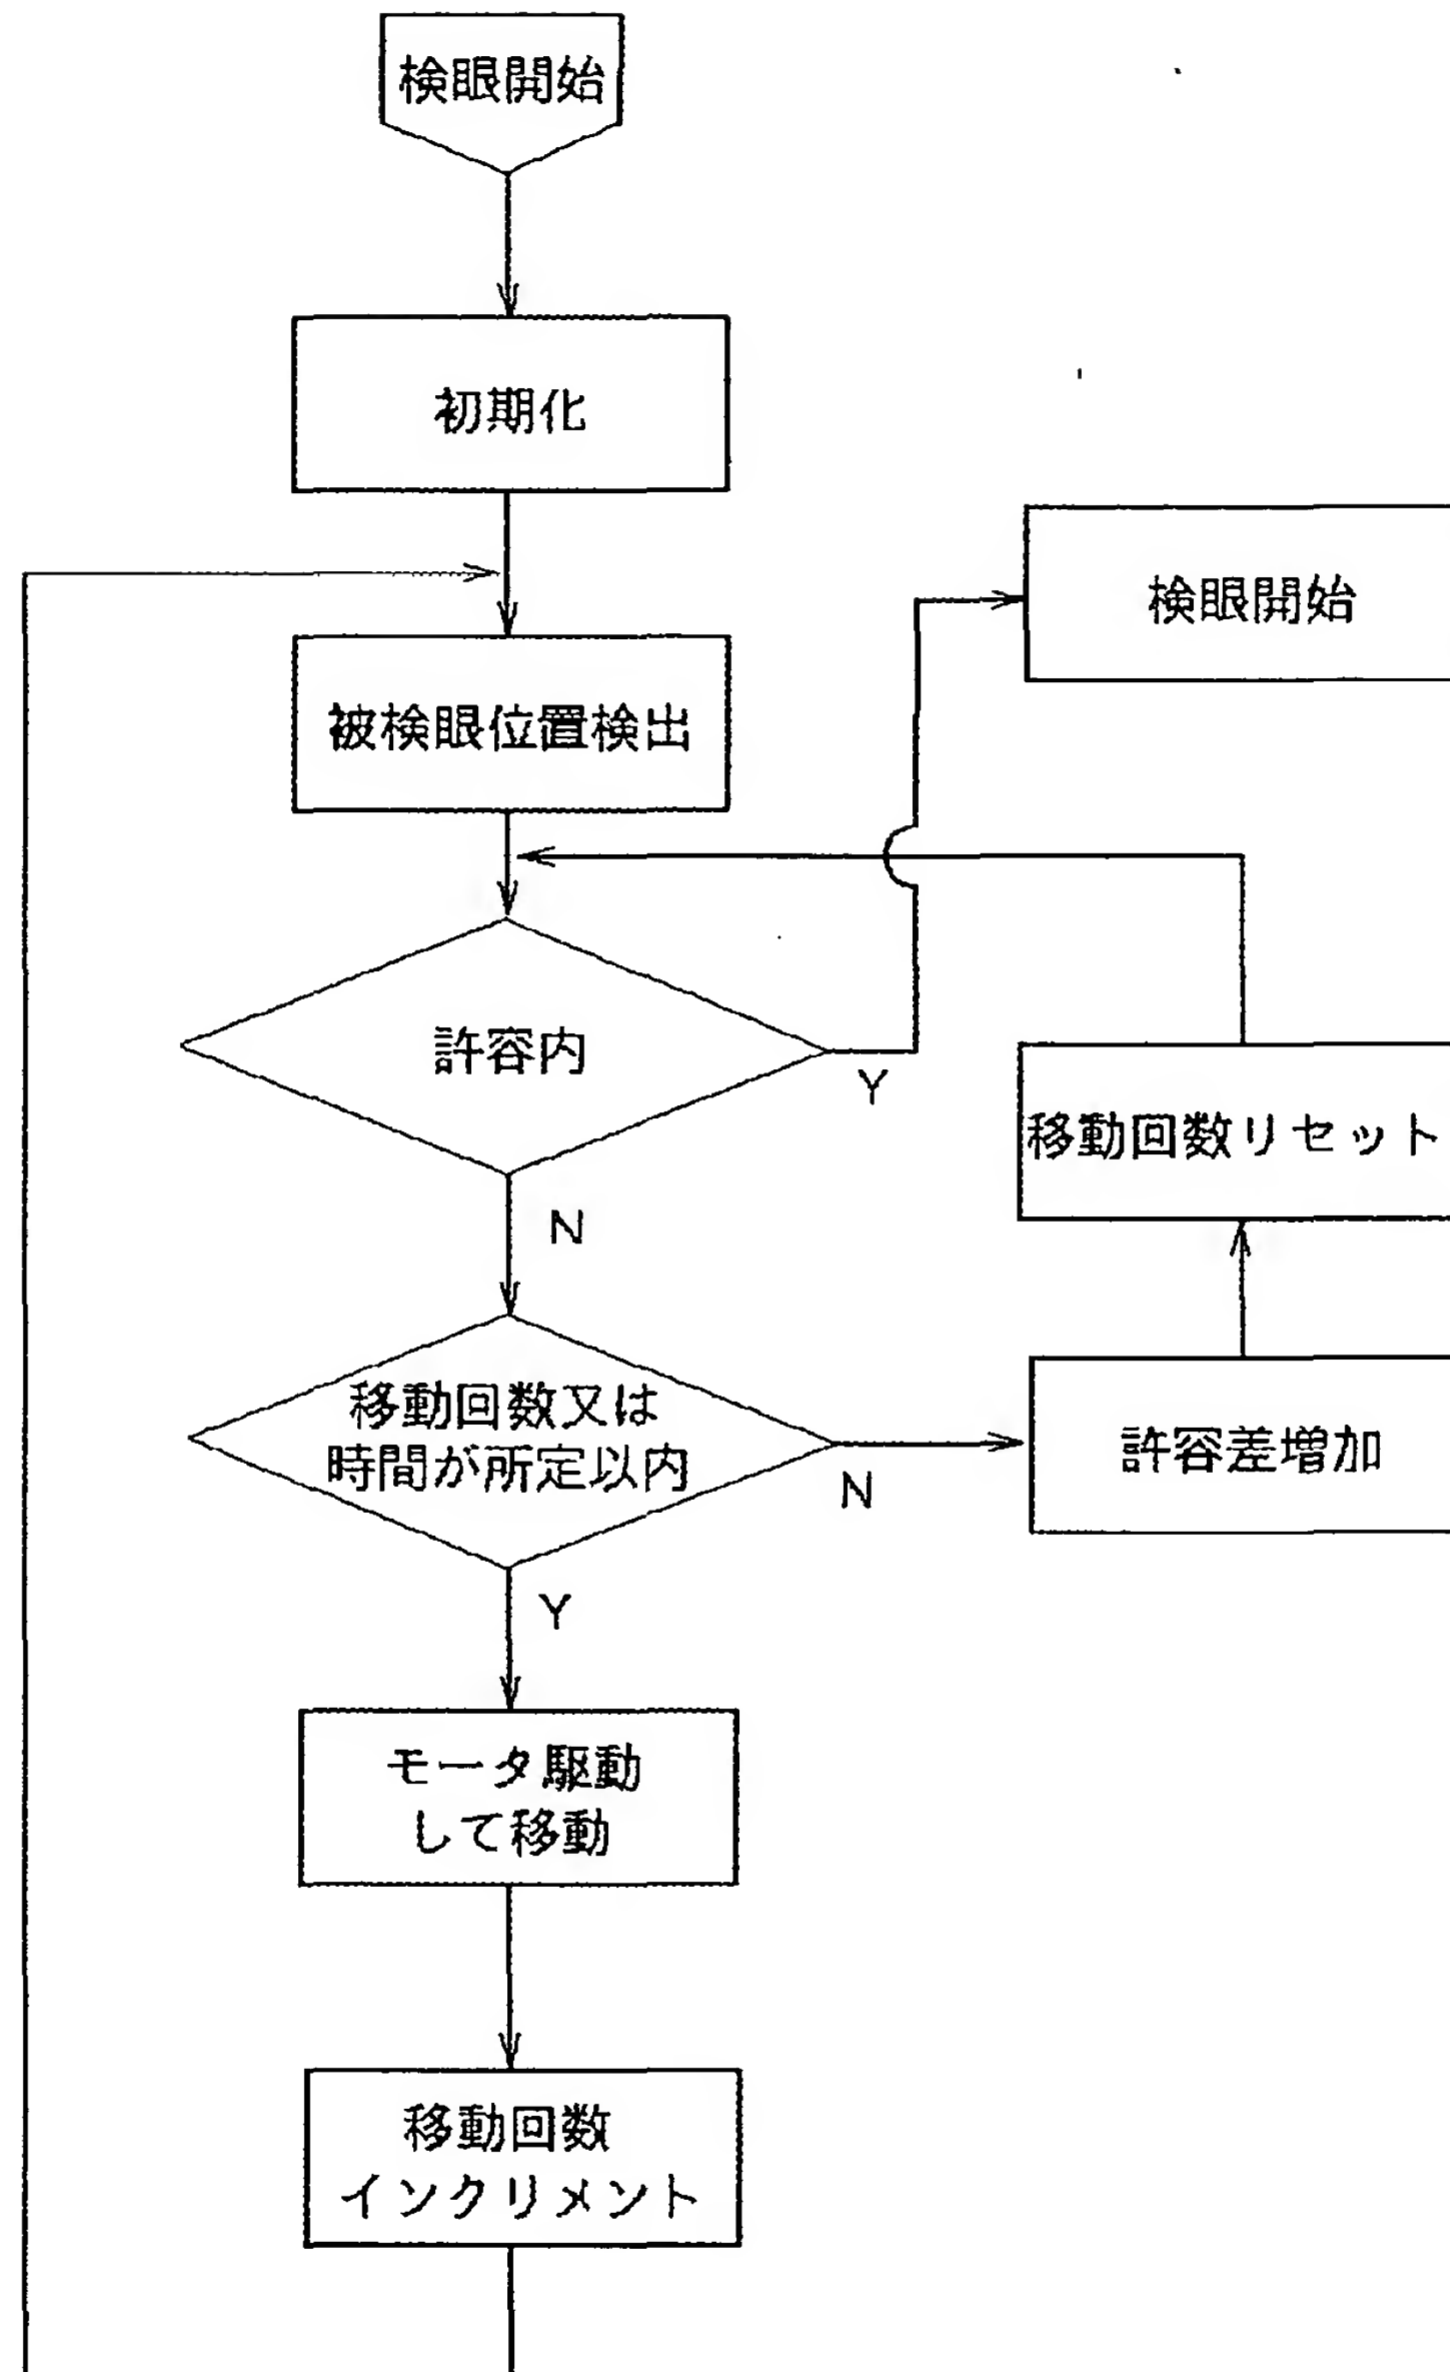 検眼開始
初期化
検眼開始
被検眼位置検出
許容内
Y
移動回数リセット
N
移動回数又は
時間が所定以内
N
許容差増加
Y
モータ駆動
して移動
移動回数
インクリメント